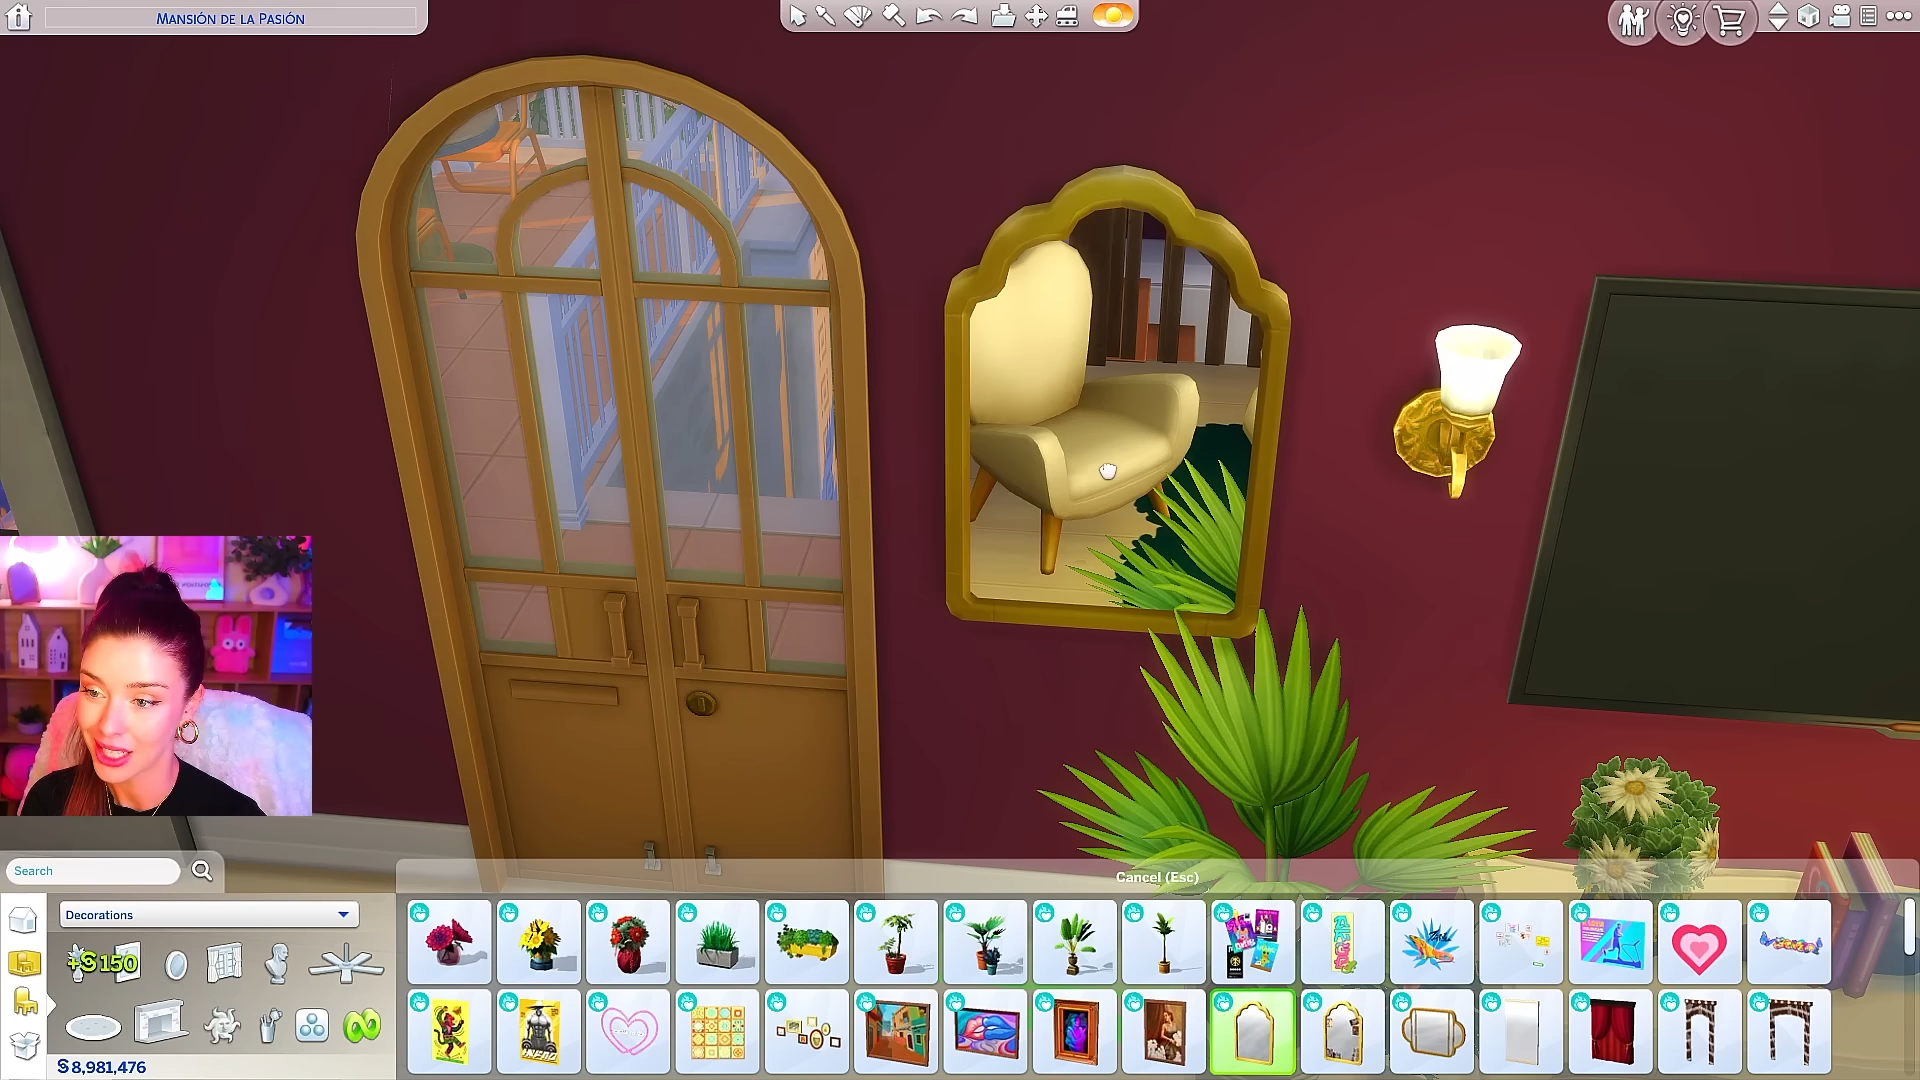 Mansión de la Pasión
Cancel (Esc)
Search
Decorations
+§150
§8,981,476